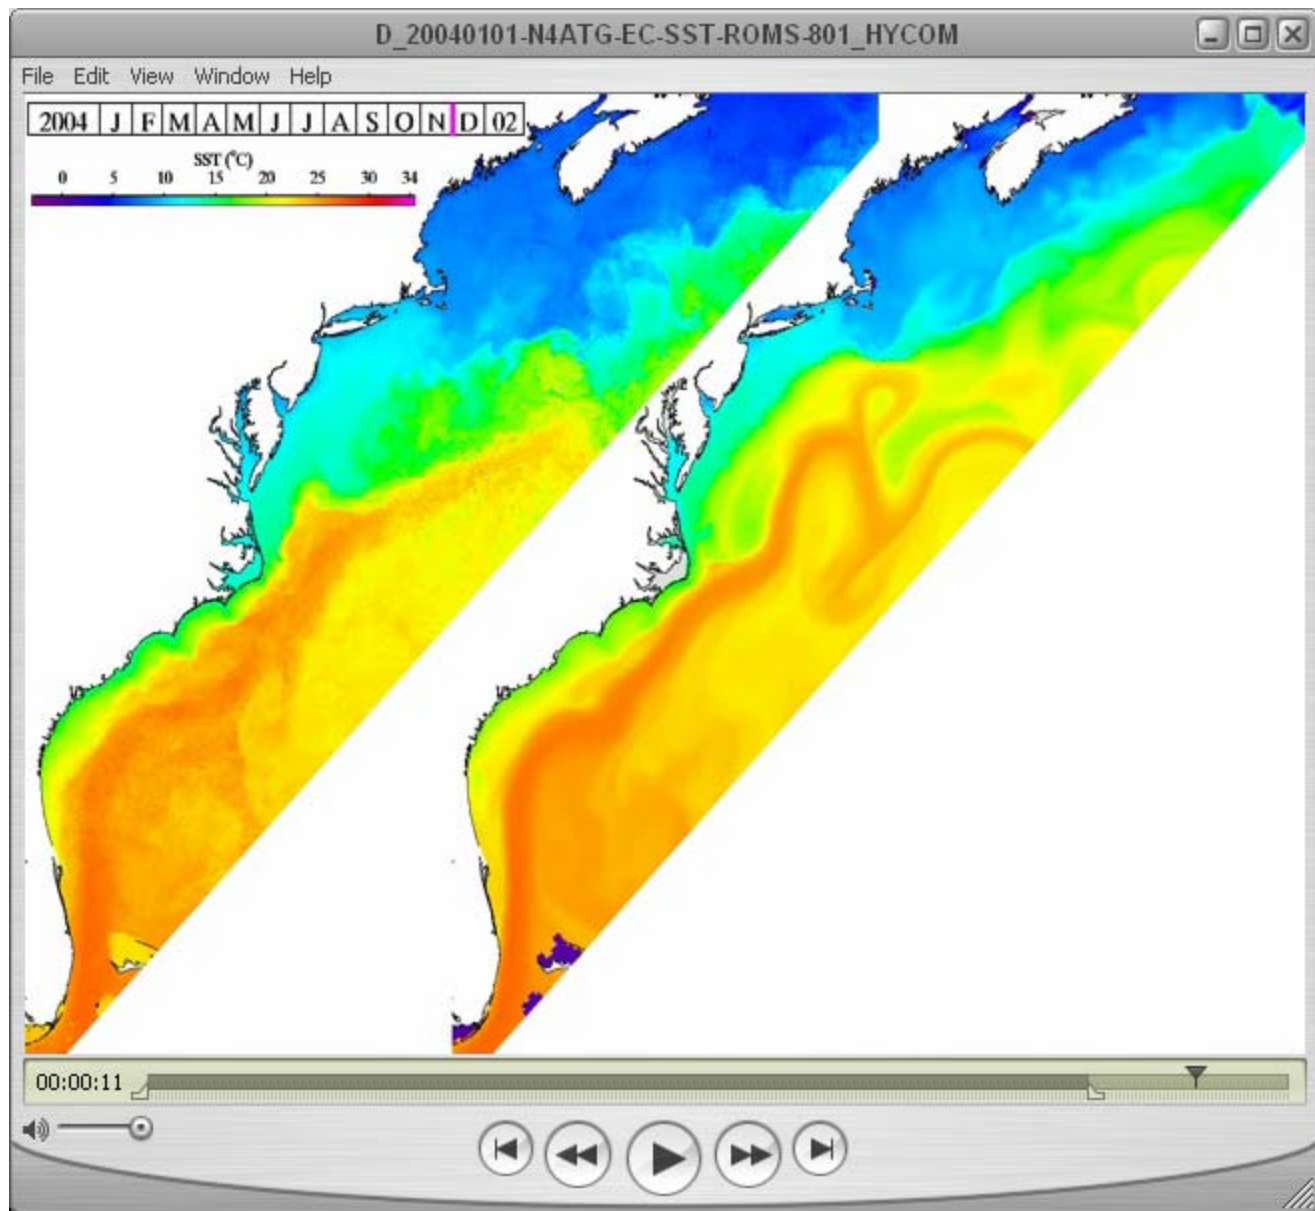 D_20040101-N4ATG-EC-SST-ROMS-801_HYCOM
File Edit View Window Help
2004 J F M A M J J A S O N D 02
SST (°C)
0 5 10 15 20 25 30 34
00:00:11